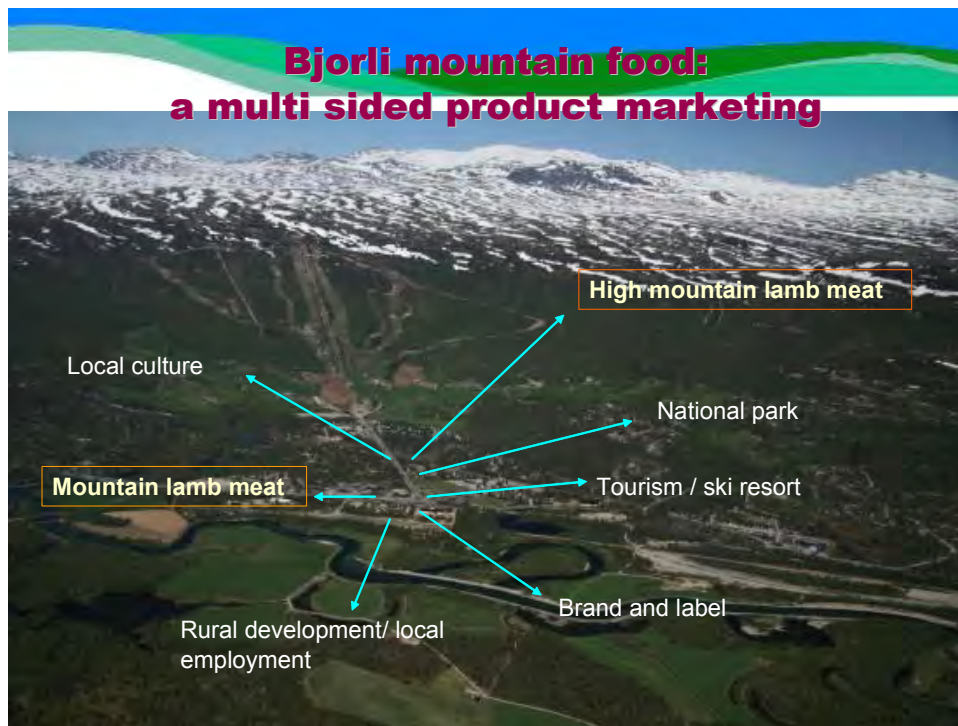 Bjorli mountain food:
a multi sided product marketing
High mountain lamb meat
Local culture
National park
Mountain lamb meat
Tourism / ski resort
Brand and label
Rural development/ local
employment